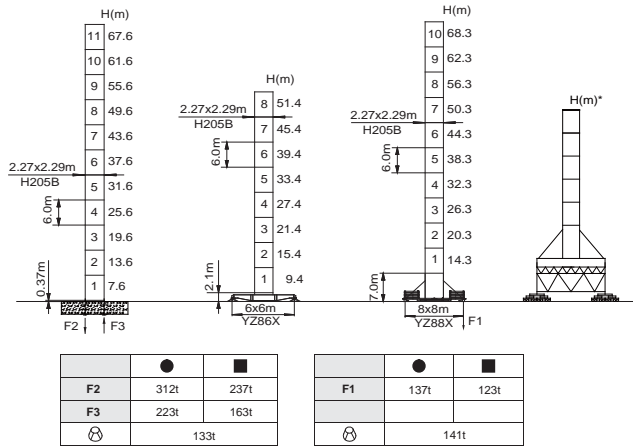 H(m)
11 67.6
10 61.6
9 55.6
8 49.6
7 43.6
6 37.6
5 31.6
4 25.6
3 19.6
2 13.6
1 7.6
2.27x2.29m
H205B
6.0m
0.37m
F2 F3
H(m)
8 51.4
7 45.4
6 39.4
5 33.4
4 27.4
3 21.4
2 15.4
1 9.4
2.27x2.29m
H205B
6.0m
2.1m
6x6m
YZ86X
H(m)
10 68.3
9 62.3
8 56.3
7 50.3
6 44.3
5 38.3
4 32.3
3 26.3
2 20.3
1 14.3
2.27x2.29m
H205B
6.0m
7.0m
8x8m
YZ88X
F1
H(m)*
F2 312t 237t
F3 223t 163t
133t
F1 137t 123t
141t